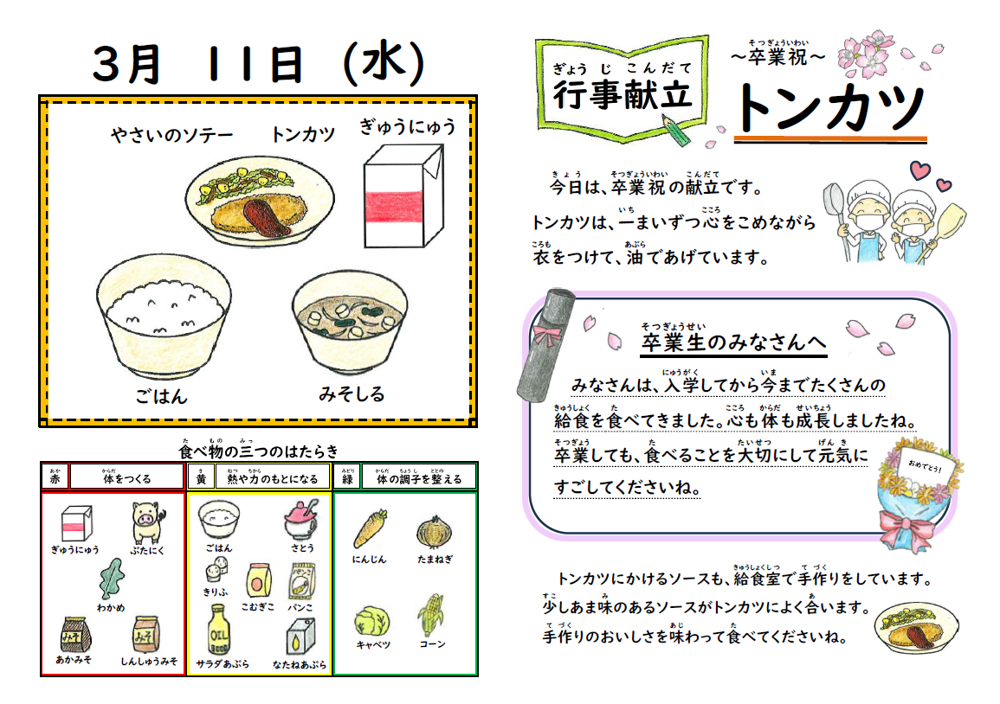 3月 11日 (水)
やさいのソテー トンカツ ぎゅうにゅう
ごはん みそしる
食べ物の三つのはたらき
赤 体をつくる
黄 熱や力のもとになる
緑 体の調子を整える
ぎゅうにゅう ぶたにく
わかめ
みそ みそ
あかみそ しんしゅうみそ
ごはん さとう
パンこ
きりふ こむぎこ パンこ
OIL
サラダあぶら なたねあぶら
にんじん たまねぎ
キャベツ コーン
行事献立
～卒業祝～
トンカツ
今日は、卒業祝の献立です。
トンカツは、一まいずつ心をこめながら
衣をつけて、油であげています。
卒業生のみなさんへ
みなさんは、入学してから今までたくさんの
給食を食べてきました。心も体も成長しましたね。
卒業しても、食べることを大切にして元気に
すごしてくださいね。
おめでとう!
トンカツにかけるソースも、給食室で手作りをしています。
少しあま味のあるソースがトンカツによく合います。
手作りのおいしさを味わって食べてくださいね。